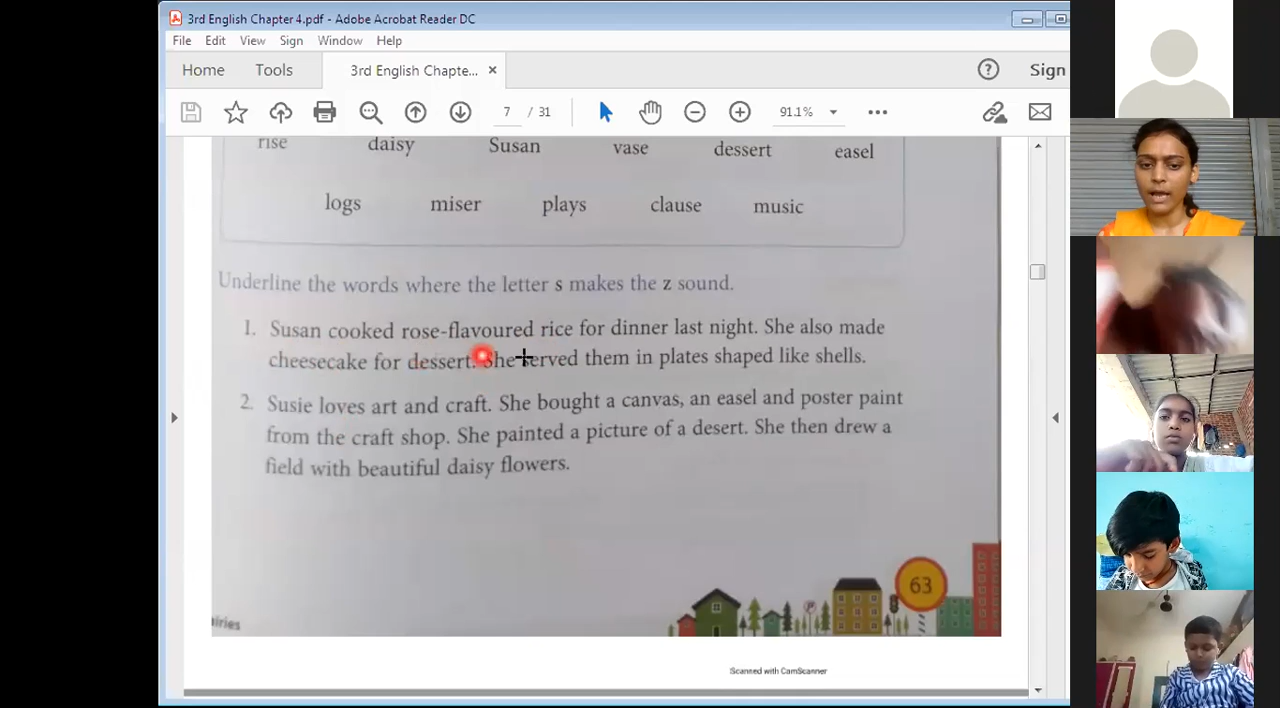 3rd English Chapter 4.pdf - Adobe Acrobat Reader DC
File Edit View Sign Window Help
Home Tools 3rd English Chapte... Sign
7 / 31 91.1%
rise daisy Susan vase dessert easel
logs miser plays clause music
Underline the words where the letter s makes the z sound.
1. Susan cooked rose-flavoured rice for dinner last night. She also made
cheesecake for dessert. She served them in plates shaped like shells.
2. Susie loves art and craft. She bought a canvas, an easel and poster paint
from the craft shop. She painted a picture of a desert. She then drew a
field with beautiful daisy flowers.
63
Scanned with CamScanner